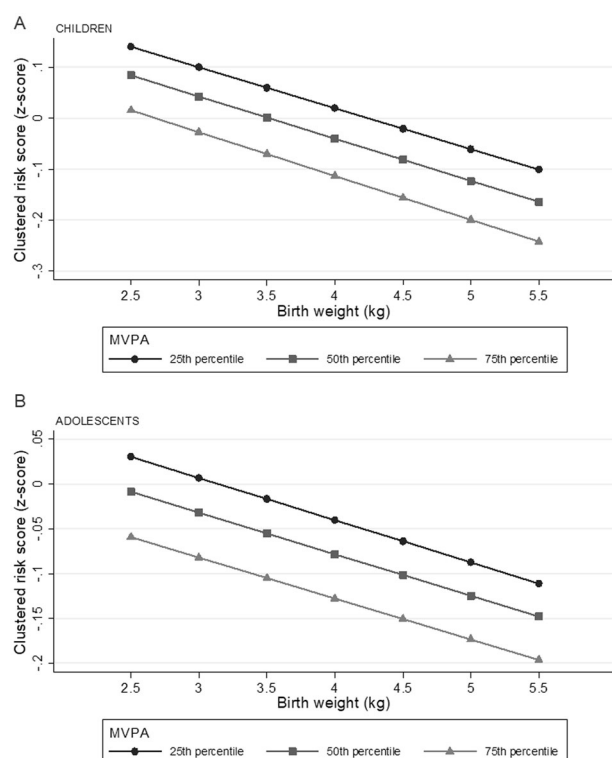 A
CHILDREN
Clustered risk score (z-score)
.1
0
-.1
-.2
-.3
2.5 3 3.5 4 4.5 5 5.5
Birth weight (kg)
MVPA
25th percentile 50th percentile 75th percentile
B
ADOLESCENTS
Clustered risk score (z-score)
.05
0
-.05
-.1
-.15
-.2
2.5 3 3.5 4 4.5 5 5.5
Birth weight (kg)
MVPA
25th percentile 50th percentile 75th percentile